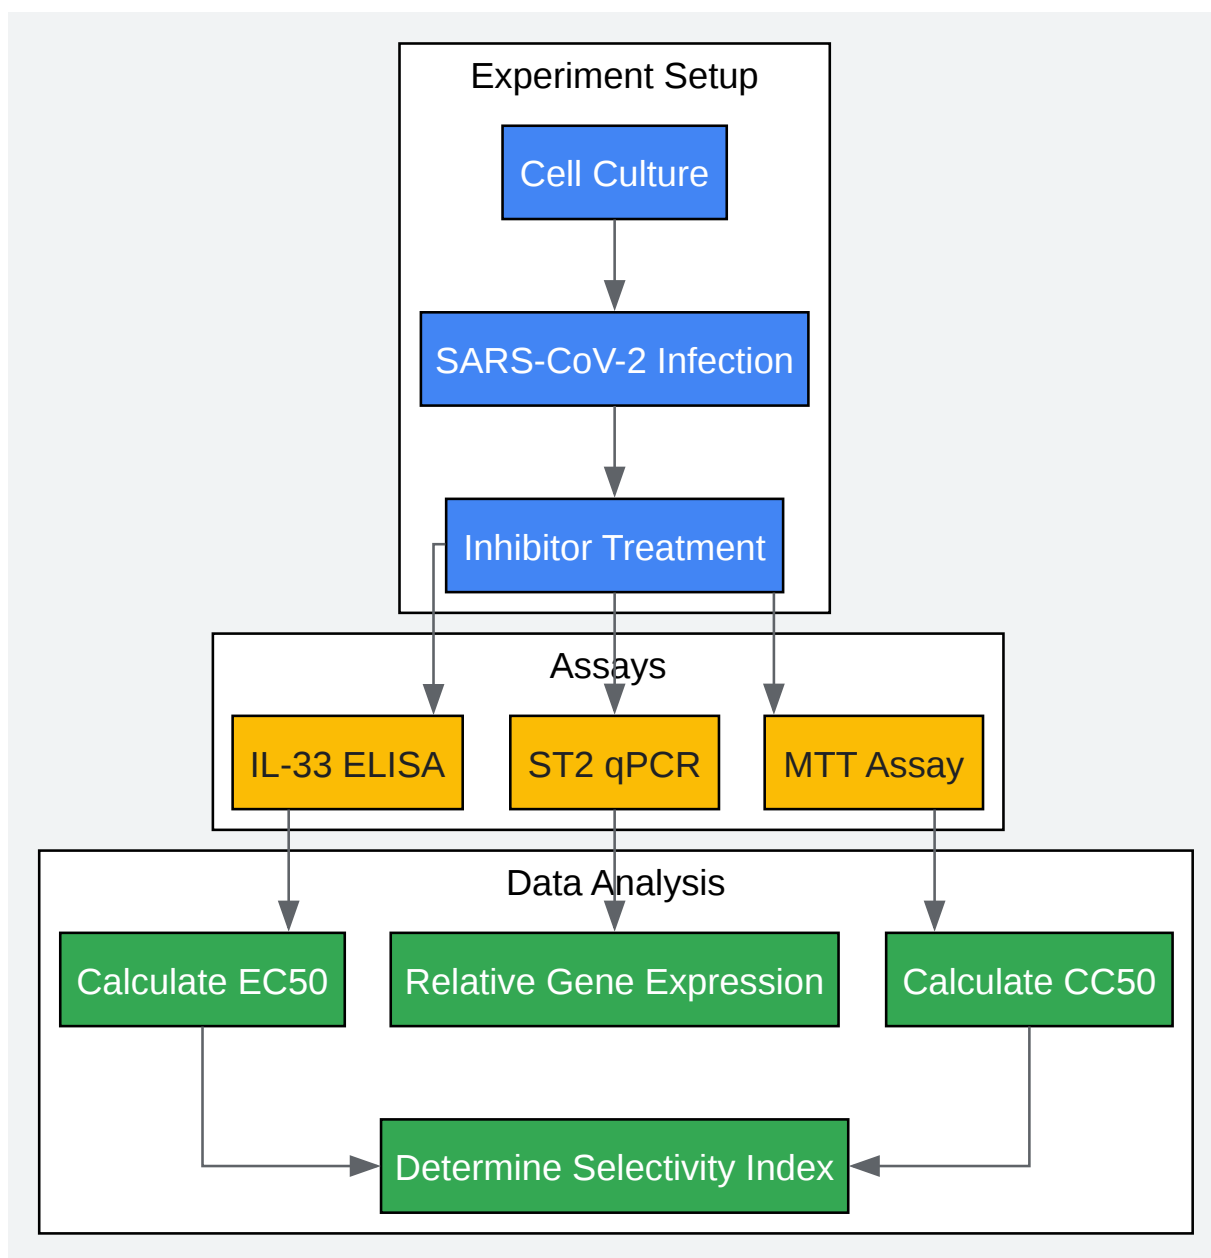 Experiment Setup
Cell Culture
SARS-CoV-2 Infection
Inhibitor Treatment
Assays
IL-33 ELISA
ST2 qPCR
MTT Assay
Data Analysis
Calculate EC50
Relative Gene Expression
Calculate CC50
Determine Selectivity Index